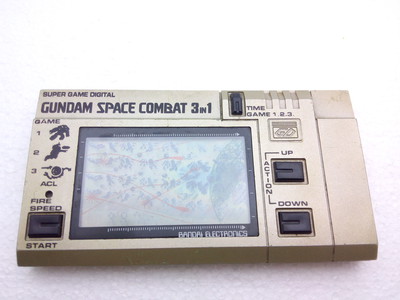 SUPER GAME DIGITAL
GUNDAM SPACE COMBAT 3IN1
TIME
GAME 1.2.3.
GAME
1
2
3
ACL
FIRE
SPEED
START
UP
ACTION
DOWN
BANDAI ELECTRONICS